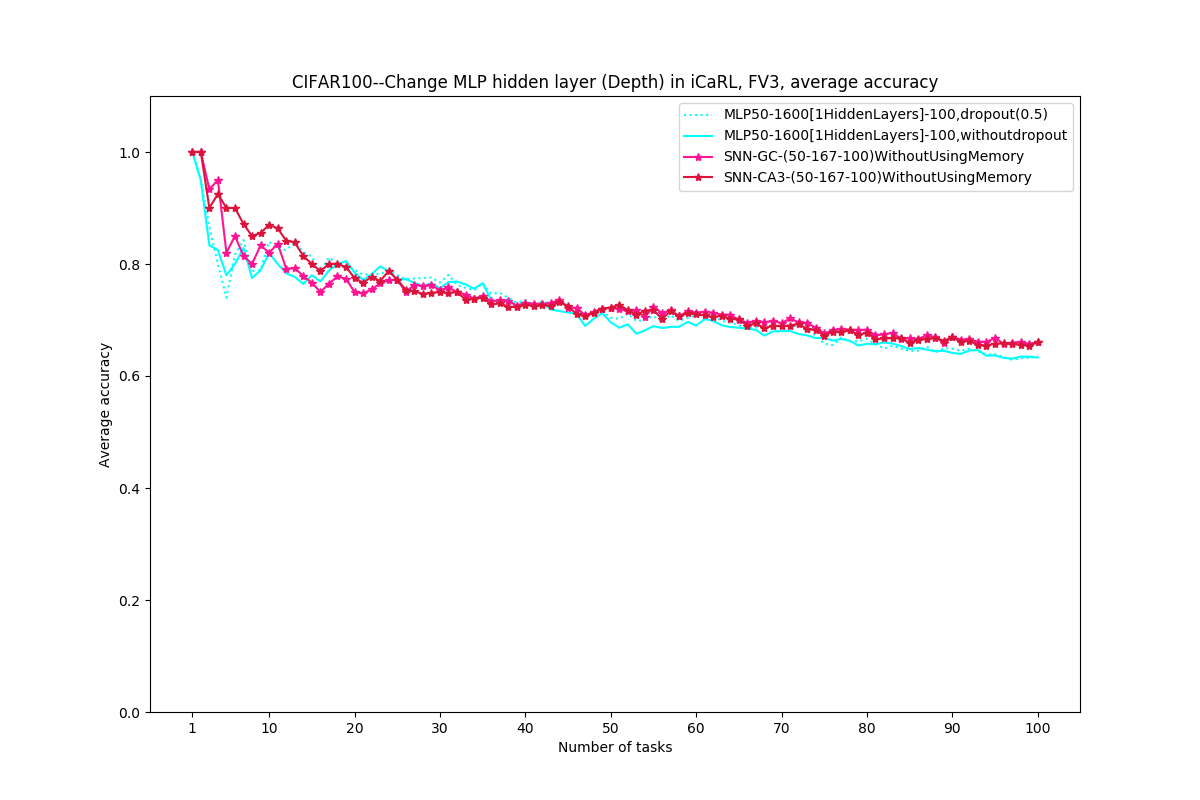 CIFAR100--Change MLP hidden layer (Depth) in iCaRL, FV3, average accuracy
MLP50-1600[1HiddenLayers]-100,dropout(0.5)
MLP50-1600[1HiddenLayers]-100,withoutdropout
SNN-GC-(50-167-100)WithoutUsingMemory
SNN-CA3-(50-167-100)WithoutUsingMemory
1.0
0.8
0.6
0.4
0.2
0.0
Average accuracy
1 10 20 30 40 50 60 70 80 90 100
Number of tasks